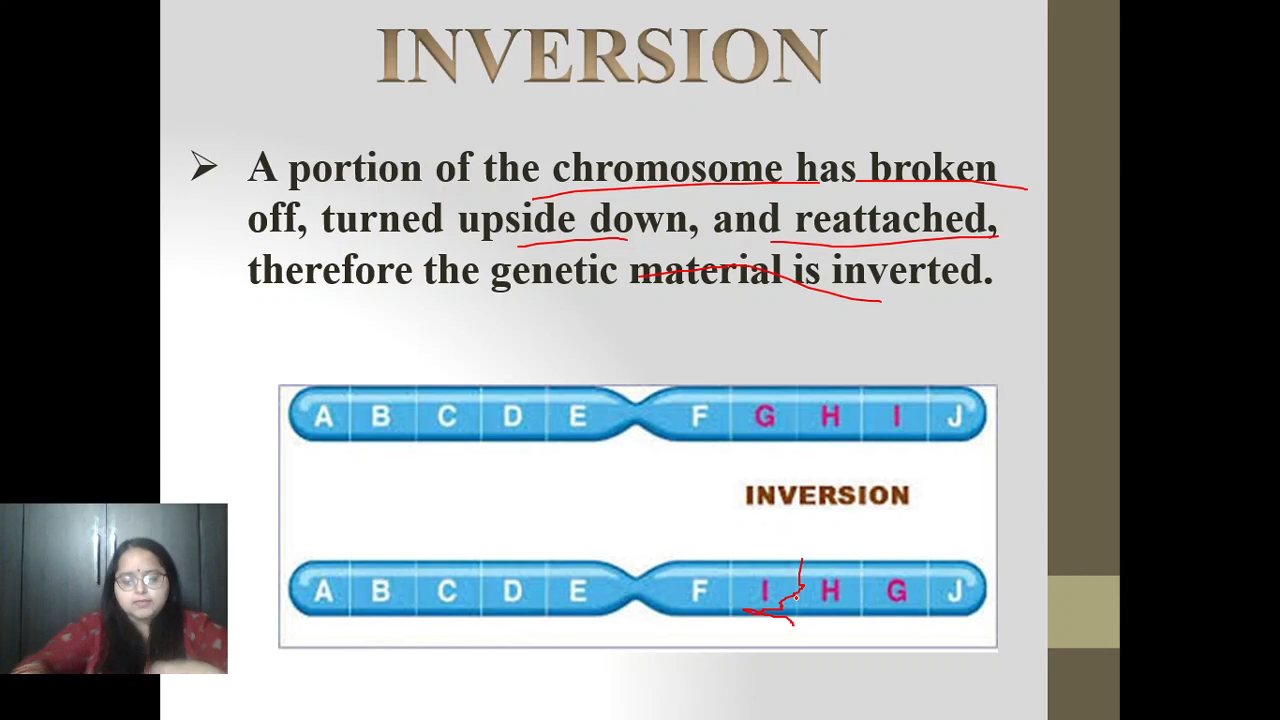 INVERSION
➢ A portion of the chromosome has broken
off, turned upside down, and reattached,
therefore the genetic material is inverted.
A B C D E F G H I J
INVERSION
A B C D E F I H G J